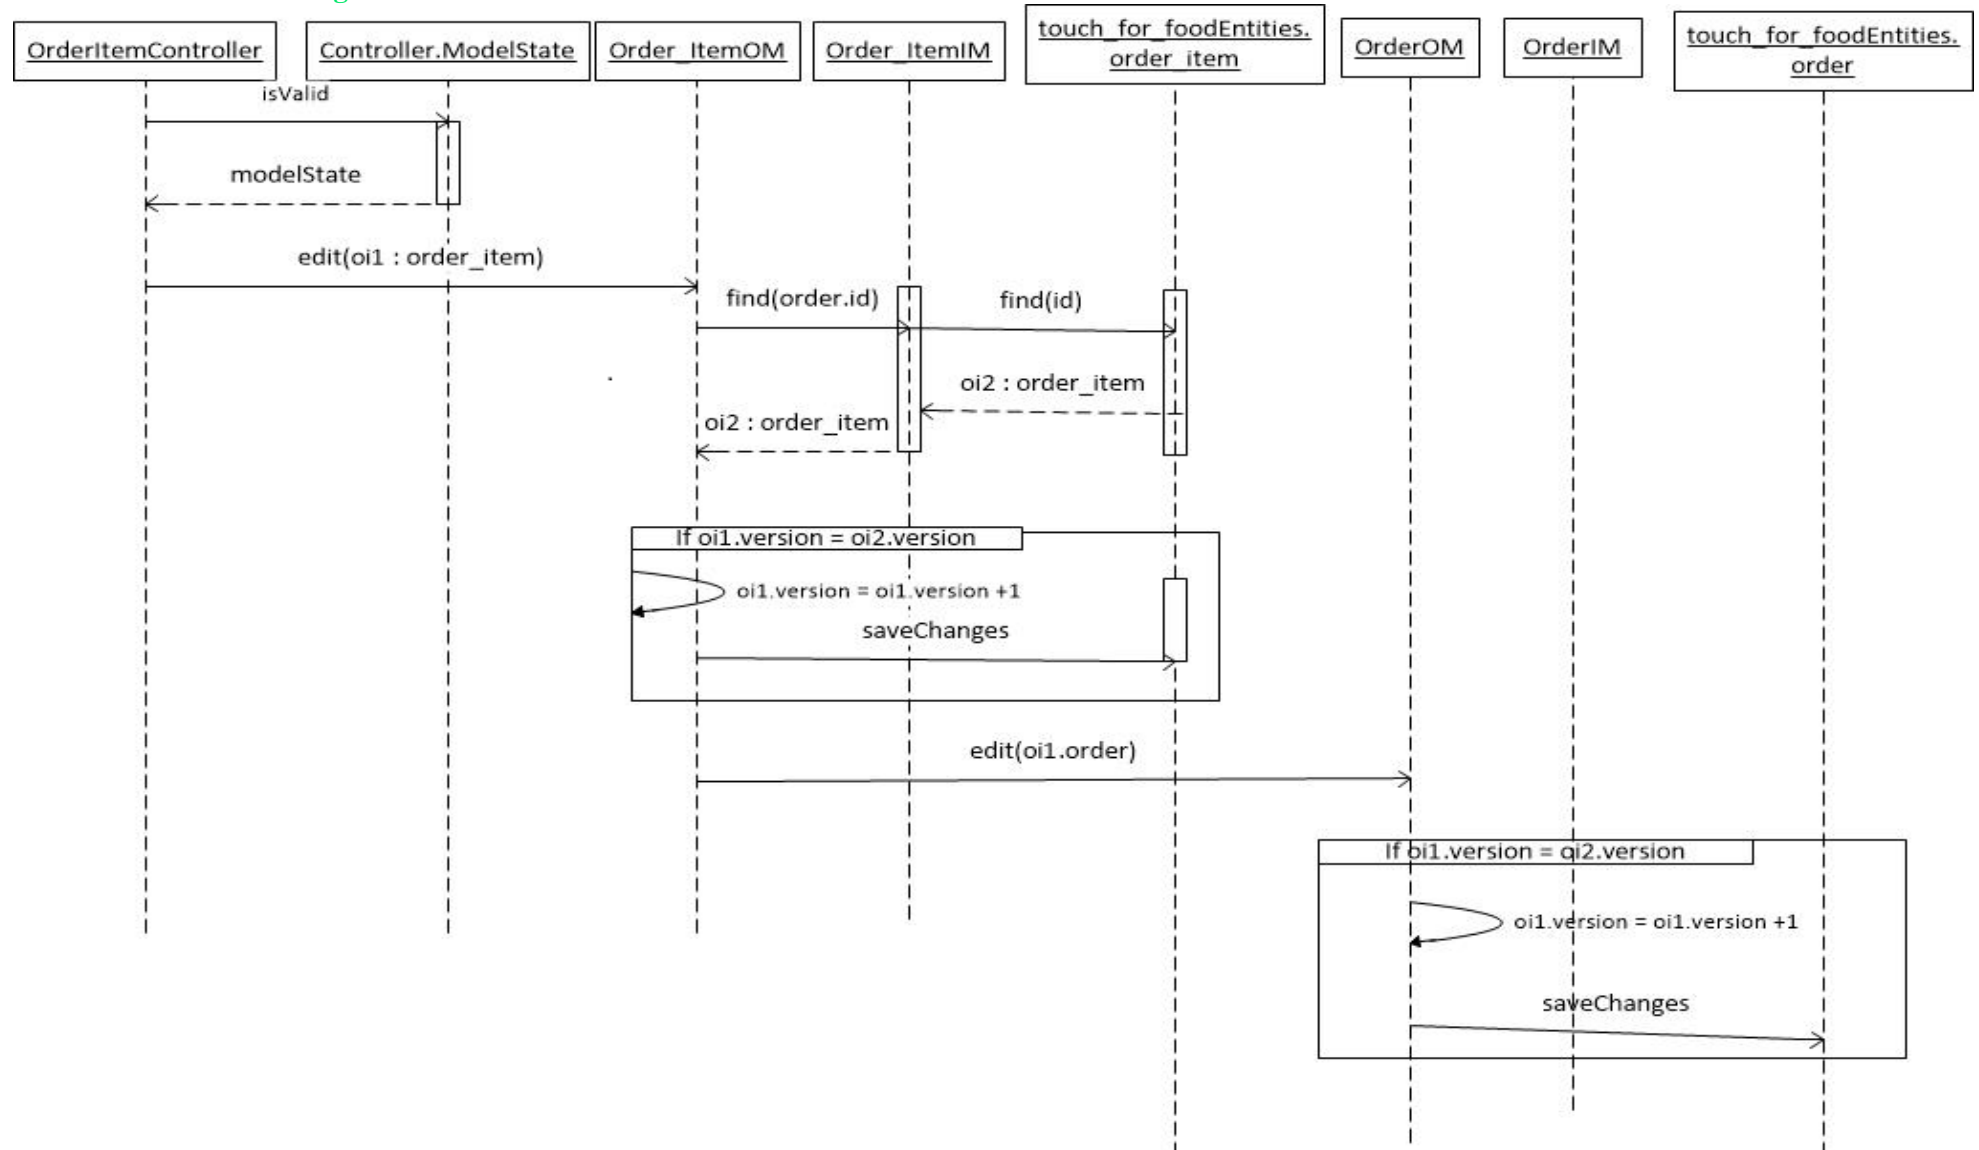 OrderItemController
Controller.ModelState
Order_ItemOM
Order_ItemIM
touch_for_foodEntities.
order_item
OrderOM
OrderIM
touch_for_foodEntities.
order
isValid
modelState
edit(oi1 : order_item)
find(order.id)
find(id)
oi2 : order_item
oi2 : order_item
If oi1.version = oi2.version
oi1.version = oi1.version +1
saveChanges
edit(oi1.order)
If oi1.version = oi2.version
oi1.version = oi1.version +1
saveChanges